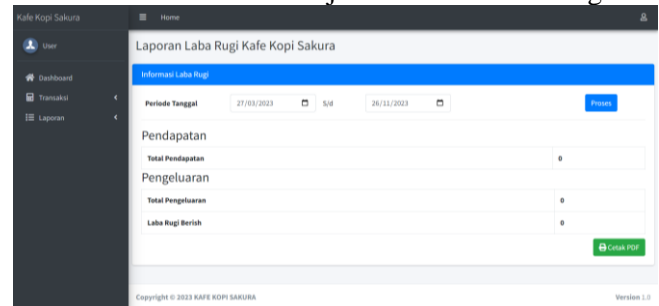 Kafe Kopi Sakura
Home
User
Dashboard
Transaksi
Laporan
Laporan Laba Rugi Kafe Kopi Sakura
Informasi Laba Rugi
Periode Tanggal 27/03/2023 S/d 26/11/2023 Proses
Pendapatan
Total Pendapatan 0
Pengeluaran
Total Pengeluaran 0
Laba Rugi Berish 0
Cetak PDF
Copyright © 2023 KAFE KOPI SAKURA Version 1.0